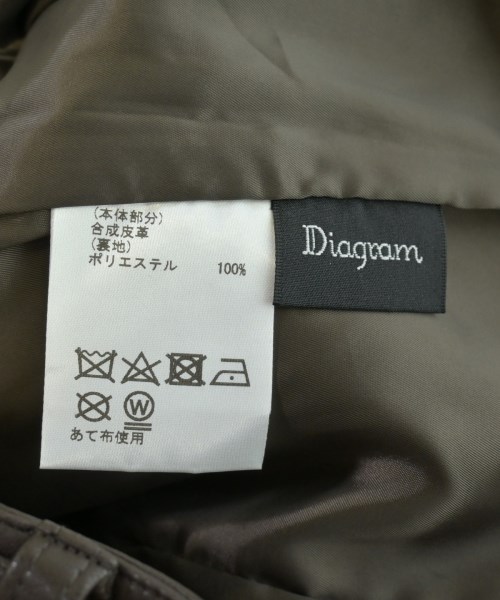 (本体部分)
合成皮革
(裏地)
ポリエステル 100%
Diagram
W
あて布使用